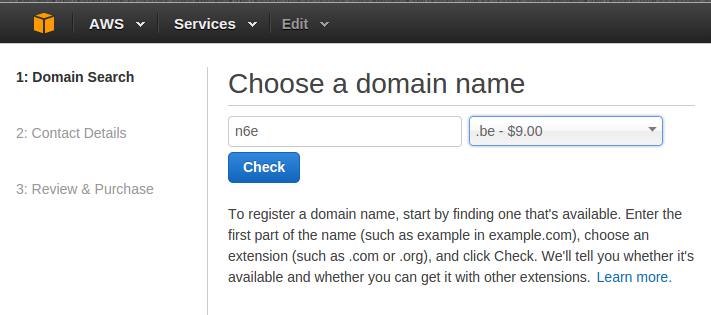 AWS Services Edit
1: Domain Search
2: Contact Details
3: Review & Purchase
Choose a domain name
n6e .be - $9.00
Check
To register a domain name, start by finding one that's available. Enter the
first part of the name (such as example in example.com), choose an
extension (such as .com or .org), and click Check. We'll tell you whether it's
available and whether you can get it with other extensions. Learn more.